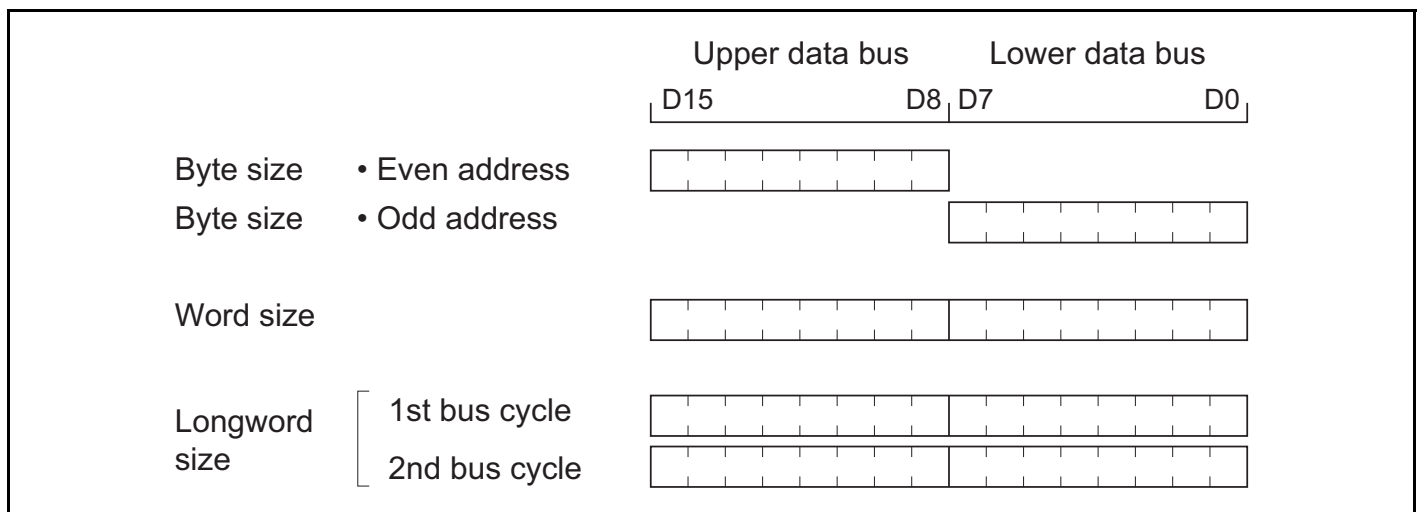 Upper data bus Lower data bus
D15 D8 D7 D0
Byte size • Even address
Byte size • Odd address
Word size
Longword size
1st bus cycle
2nd bus cycle